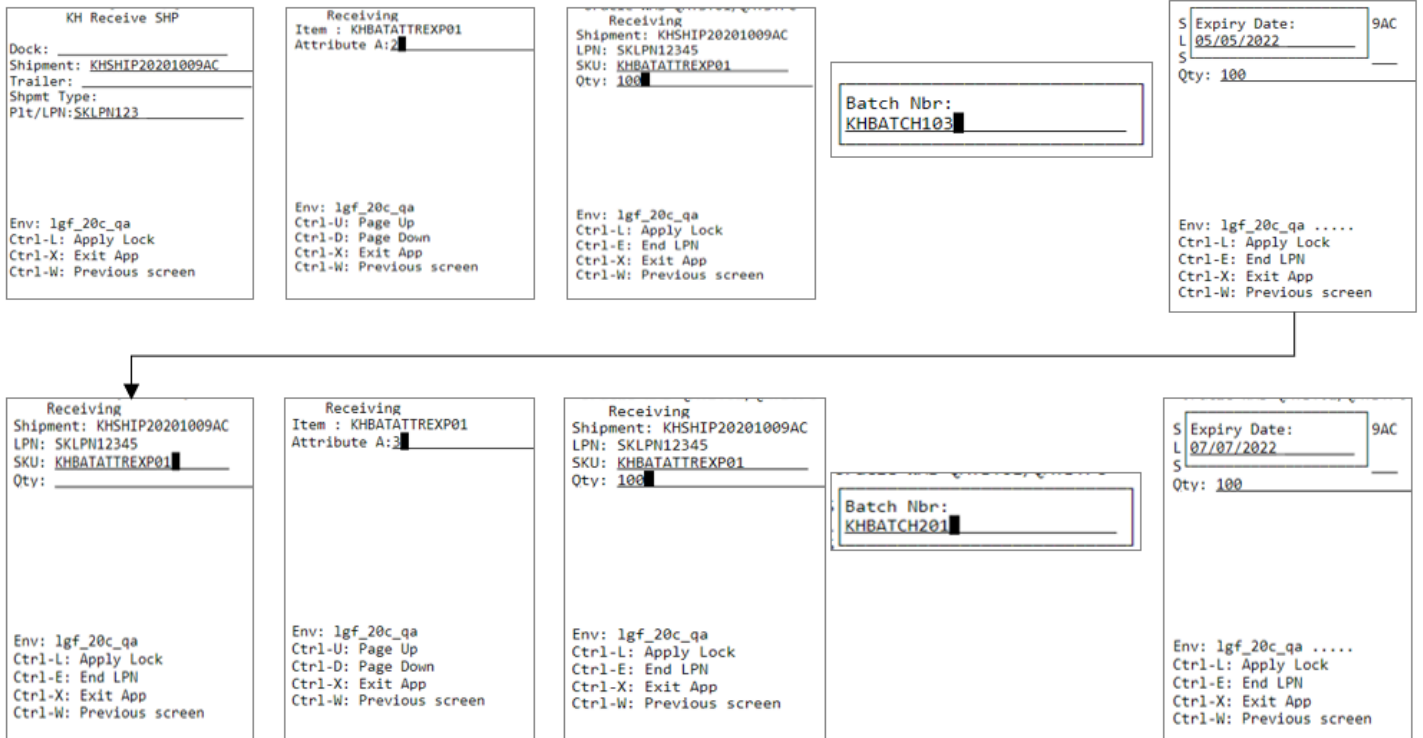 KH Receive SHP
Dock:
Shipment: KHSHIP20201009AC
Trailer:
Shpmt Type:
Plt/LPN:SKLPN123
Env: lgf_20c_qa
Ctrl-L: Apply Lock
Ctrl-X: Exit App
Ctrl-W: Previous screen
Receiving
Item : KHBATATTREXP01
Attribute A:2
Env: lgf_20c_qa
Ctrl-U: Page Up
Ctrl-D: Page Down
Ctrl-X: Exit App
Ctrl-W: Previous screen
Receiving
Shipment: KHSHIP20201009AC
LPN: SKLPN12345
SKU: KHBATATTREXP01
Qty: 100
Env: lgf_20c_qa
Ctrl-L: Apply Lock
Ctrl-E: End LPN
Ctrl-X: Exit App
Ctrl-W: Previous screen
Batch Nbr:
KHBATCH103
S Expiry Date: 9AC
L 05/05/2022
S
Qty: 100
Env: lgf_20c_qa .....
Ctrl-L: Apply Lock
Ctrl-E: End LPN
Ctrl-X: Exit App
Ctrl-W: Previous screen
Receiving
Shipment: KHSHIP20201009AC
LPN: SKLPN12345
SKU: KHBATATTREXP01
Qty:
Env: lgf_20c_qa
Ctrl-L: Apply Lock
Ctrl-E: End LPN
Ctrl-X: Exit App
Ctrl-W: Previous screen
Receiving
Item : KHBATATTREXP01
Attribute A:3
Env: lgf_20c_qa
Ctrl-U: Page Up
Ctrl-D: Page Down
Ctrl-X: Exit App
Ctrl-W: Previous screen
Receiving
Shipment: KHSHIP20201009AC
LPN: SKLPN12345
SKU: KHBATATTREXP01
Qty: 100
Env: lgf_20c_qa
Ctrl-L: Apply Lock
Ctrl-E: End LPN
Ctrl-X: Exit App
Ctrl-W: Previous screen
Batch Nbr:
KHBATCH201
S Expiry Date: 9AC
L 07/07/2022
S
Qty: 100
Env: lgf_20c_qa .....
Ctrl-L: Apply Lock
Ctrl-E: End LPN
Ctrl-X: Exit App
Ctrl-W: Previous screen